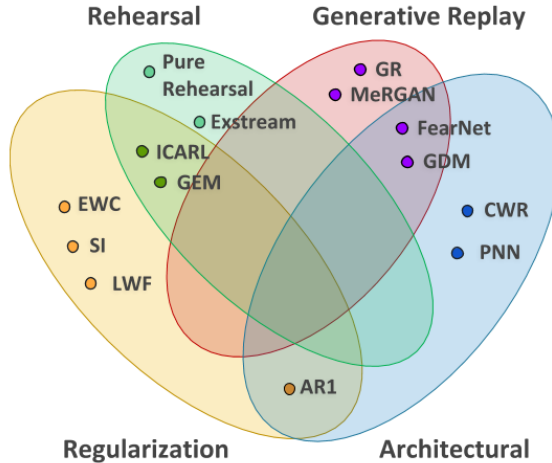 Rehearsal
Generative Replay
Pure
Rehearsal
GR
MeRGAN
Exstream
FearNet
ICARL
GDM
GEM
EWC
CWR
SI
PNN
LWF
AR1
Regularization
Architectural